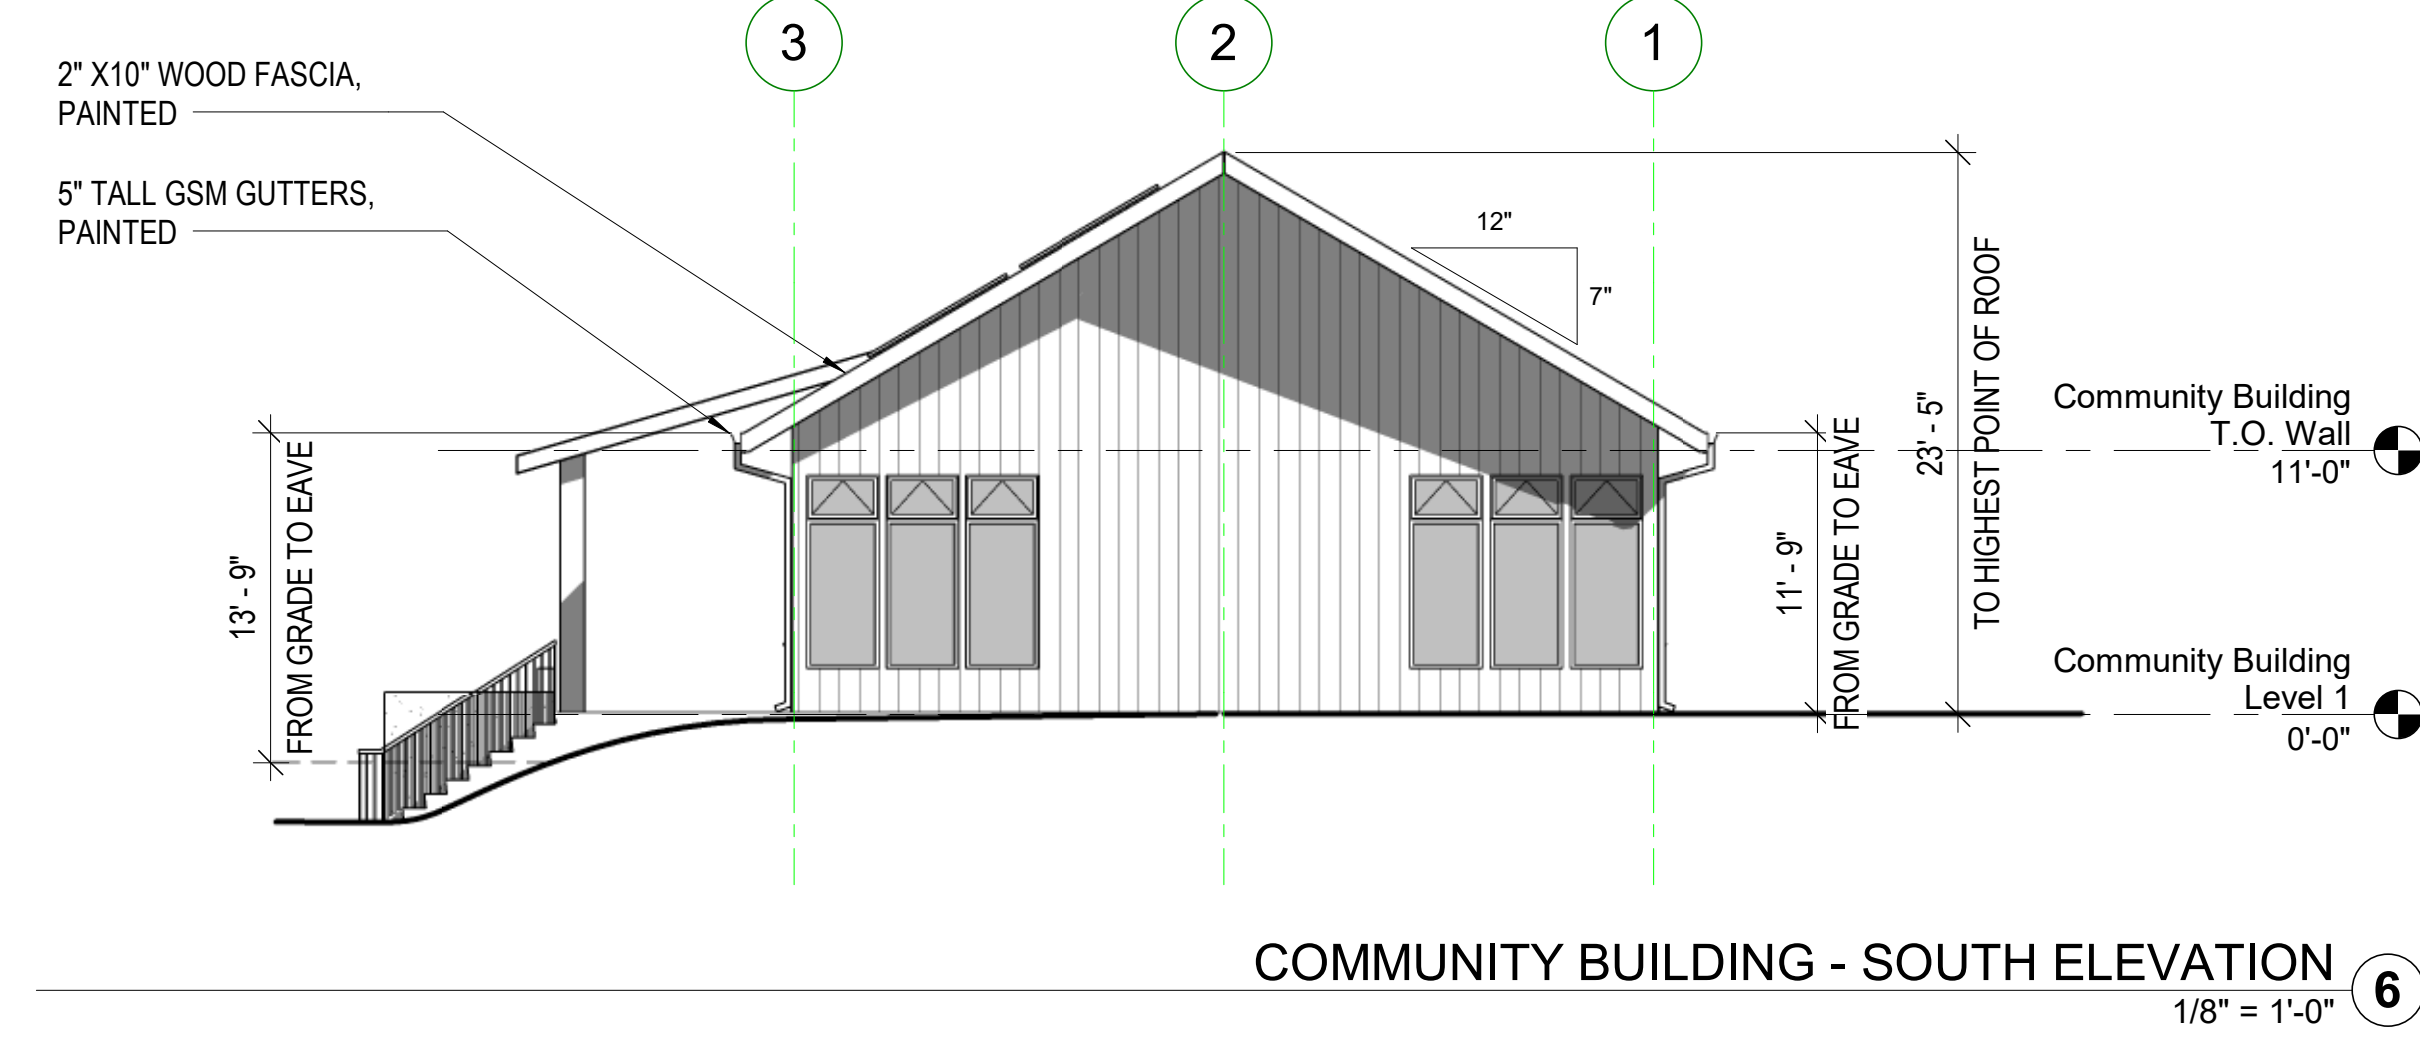 3
2
1
2" X10" WOOD FASCIA,
PAINTED
5" TALL GSM GUTTERS,
PAINTED
12"
7"
13' - 9"
FROM GRADE TO EAVE
11' - 9"
FROM GRADE TO EAVE
23' - 5"
TO HIGHEST POINT OF ROOF
Community Building
T.O. Wall
11'-0"
Community Building
Level 1
0'-0"
COMMUNITY BUILDING - SOUTH ELEVATION
6
1/8" = 1'-0"